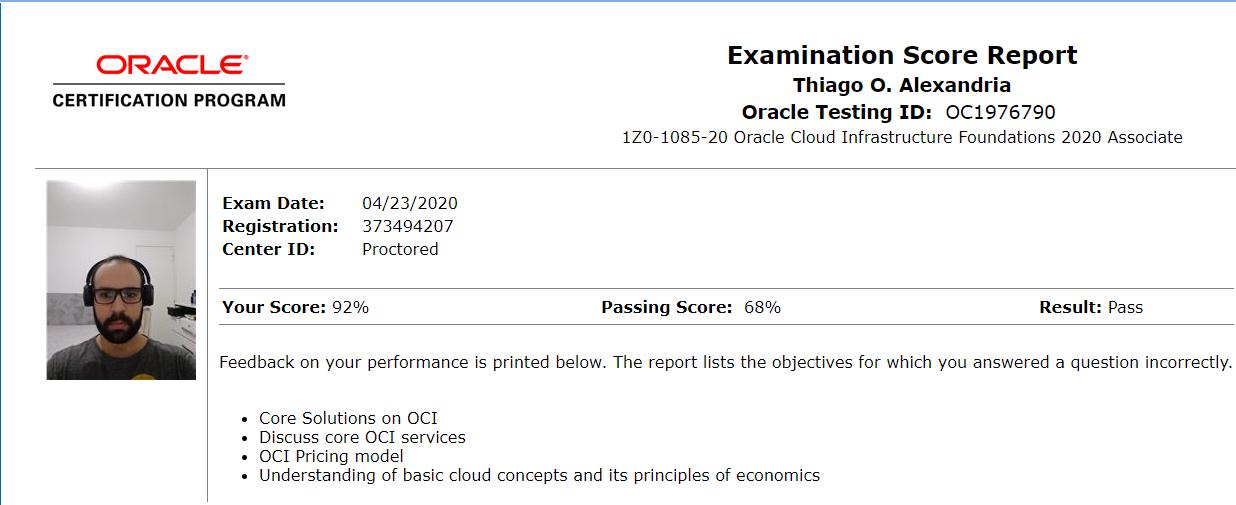 ORACLE®
CERTIFICATION PROGRAM
Examination Score Report
Thiago O. Alexandria
Oracle Testing ID: OC1976790
1Z0-1085-20 Oracle Cloud Infrastructure Foundations 2020 Associate
Exam Date: 04/23/2020
Registration: 373494207
Center ID: Proctored
Your Score: 92% Passing Score: 68% Result: Pass
Feedback on your performance is printed below. The report lists the objectives for which you answered a question incorrectly.
• Core Solutions on OCI
• Discuss core OCI services
• OCI Pricing model
• Understanding of basic cloud concepts and its principles of economics